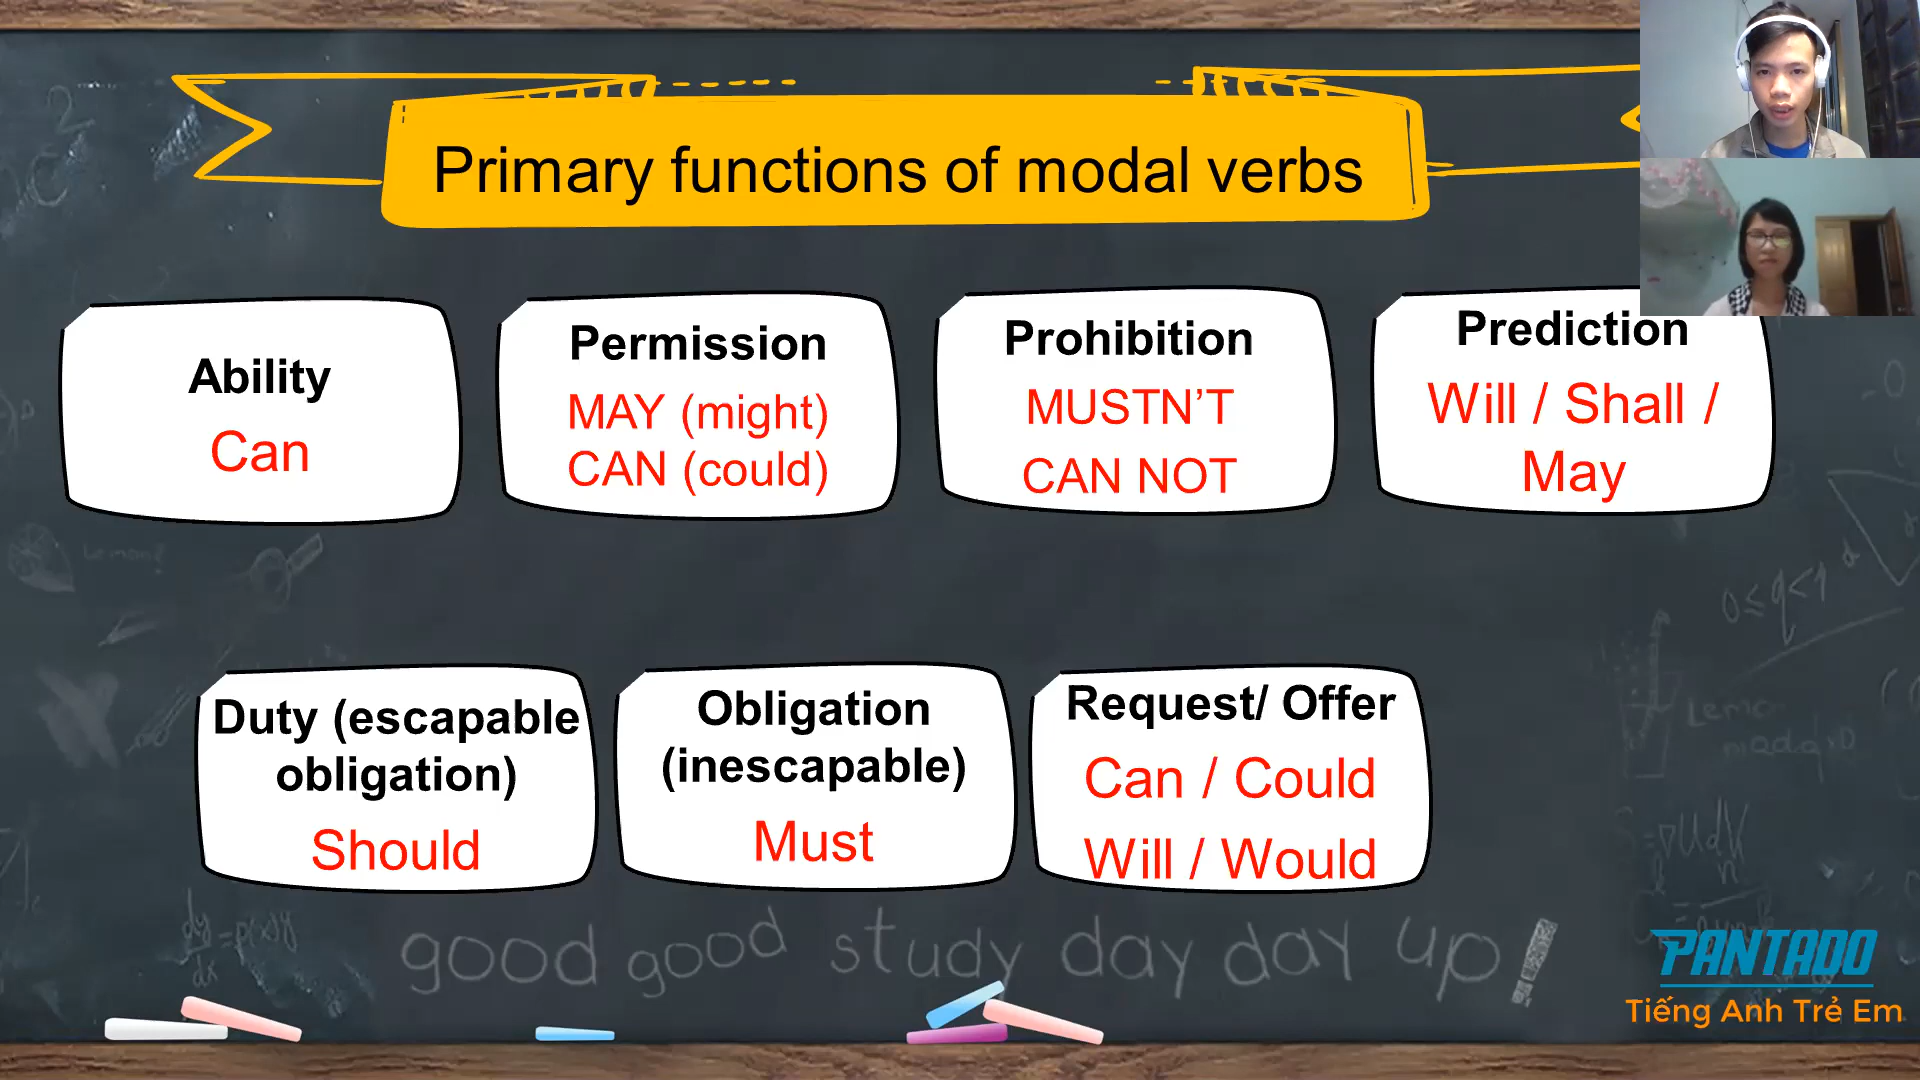 Primary functions of modal verbs
Ability
Can
Permission
MAY (might)
CAN (could)
Prohibition
MUSTN’T
CAN NOT
Prediction
Will / Shall /
May
Duty (escapable
obligation)
Should
Obligation
(inescapable)
Must
Request/ Offer
Can / Could
Will / Would
good good study day day up!
PANTADO
Tiếng Anh Trẻ Em